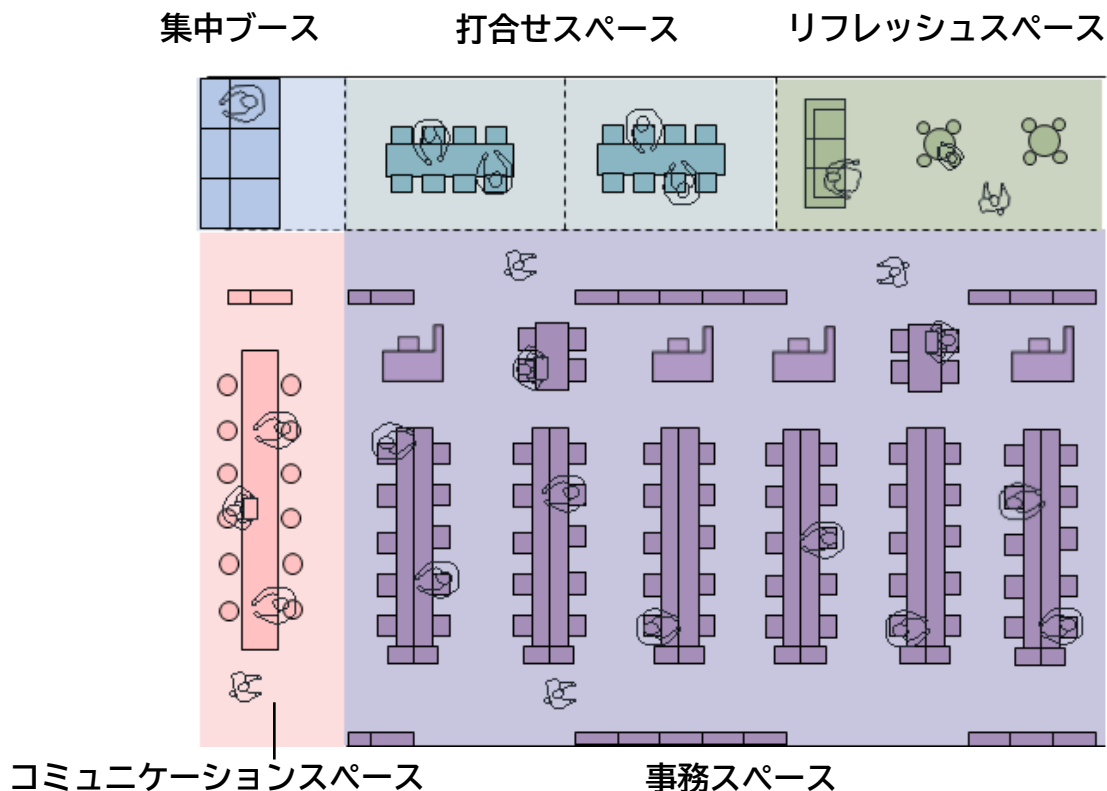 集中ブース
打合せスペース
リフレッシュスペース
コミュニケーションスペース
事務スペース